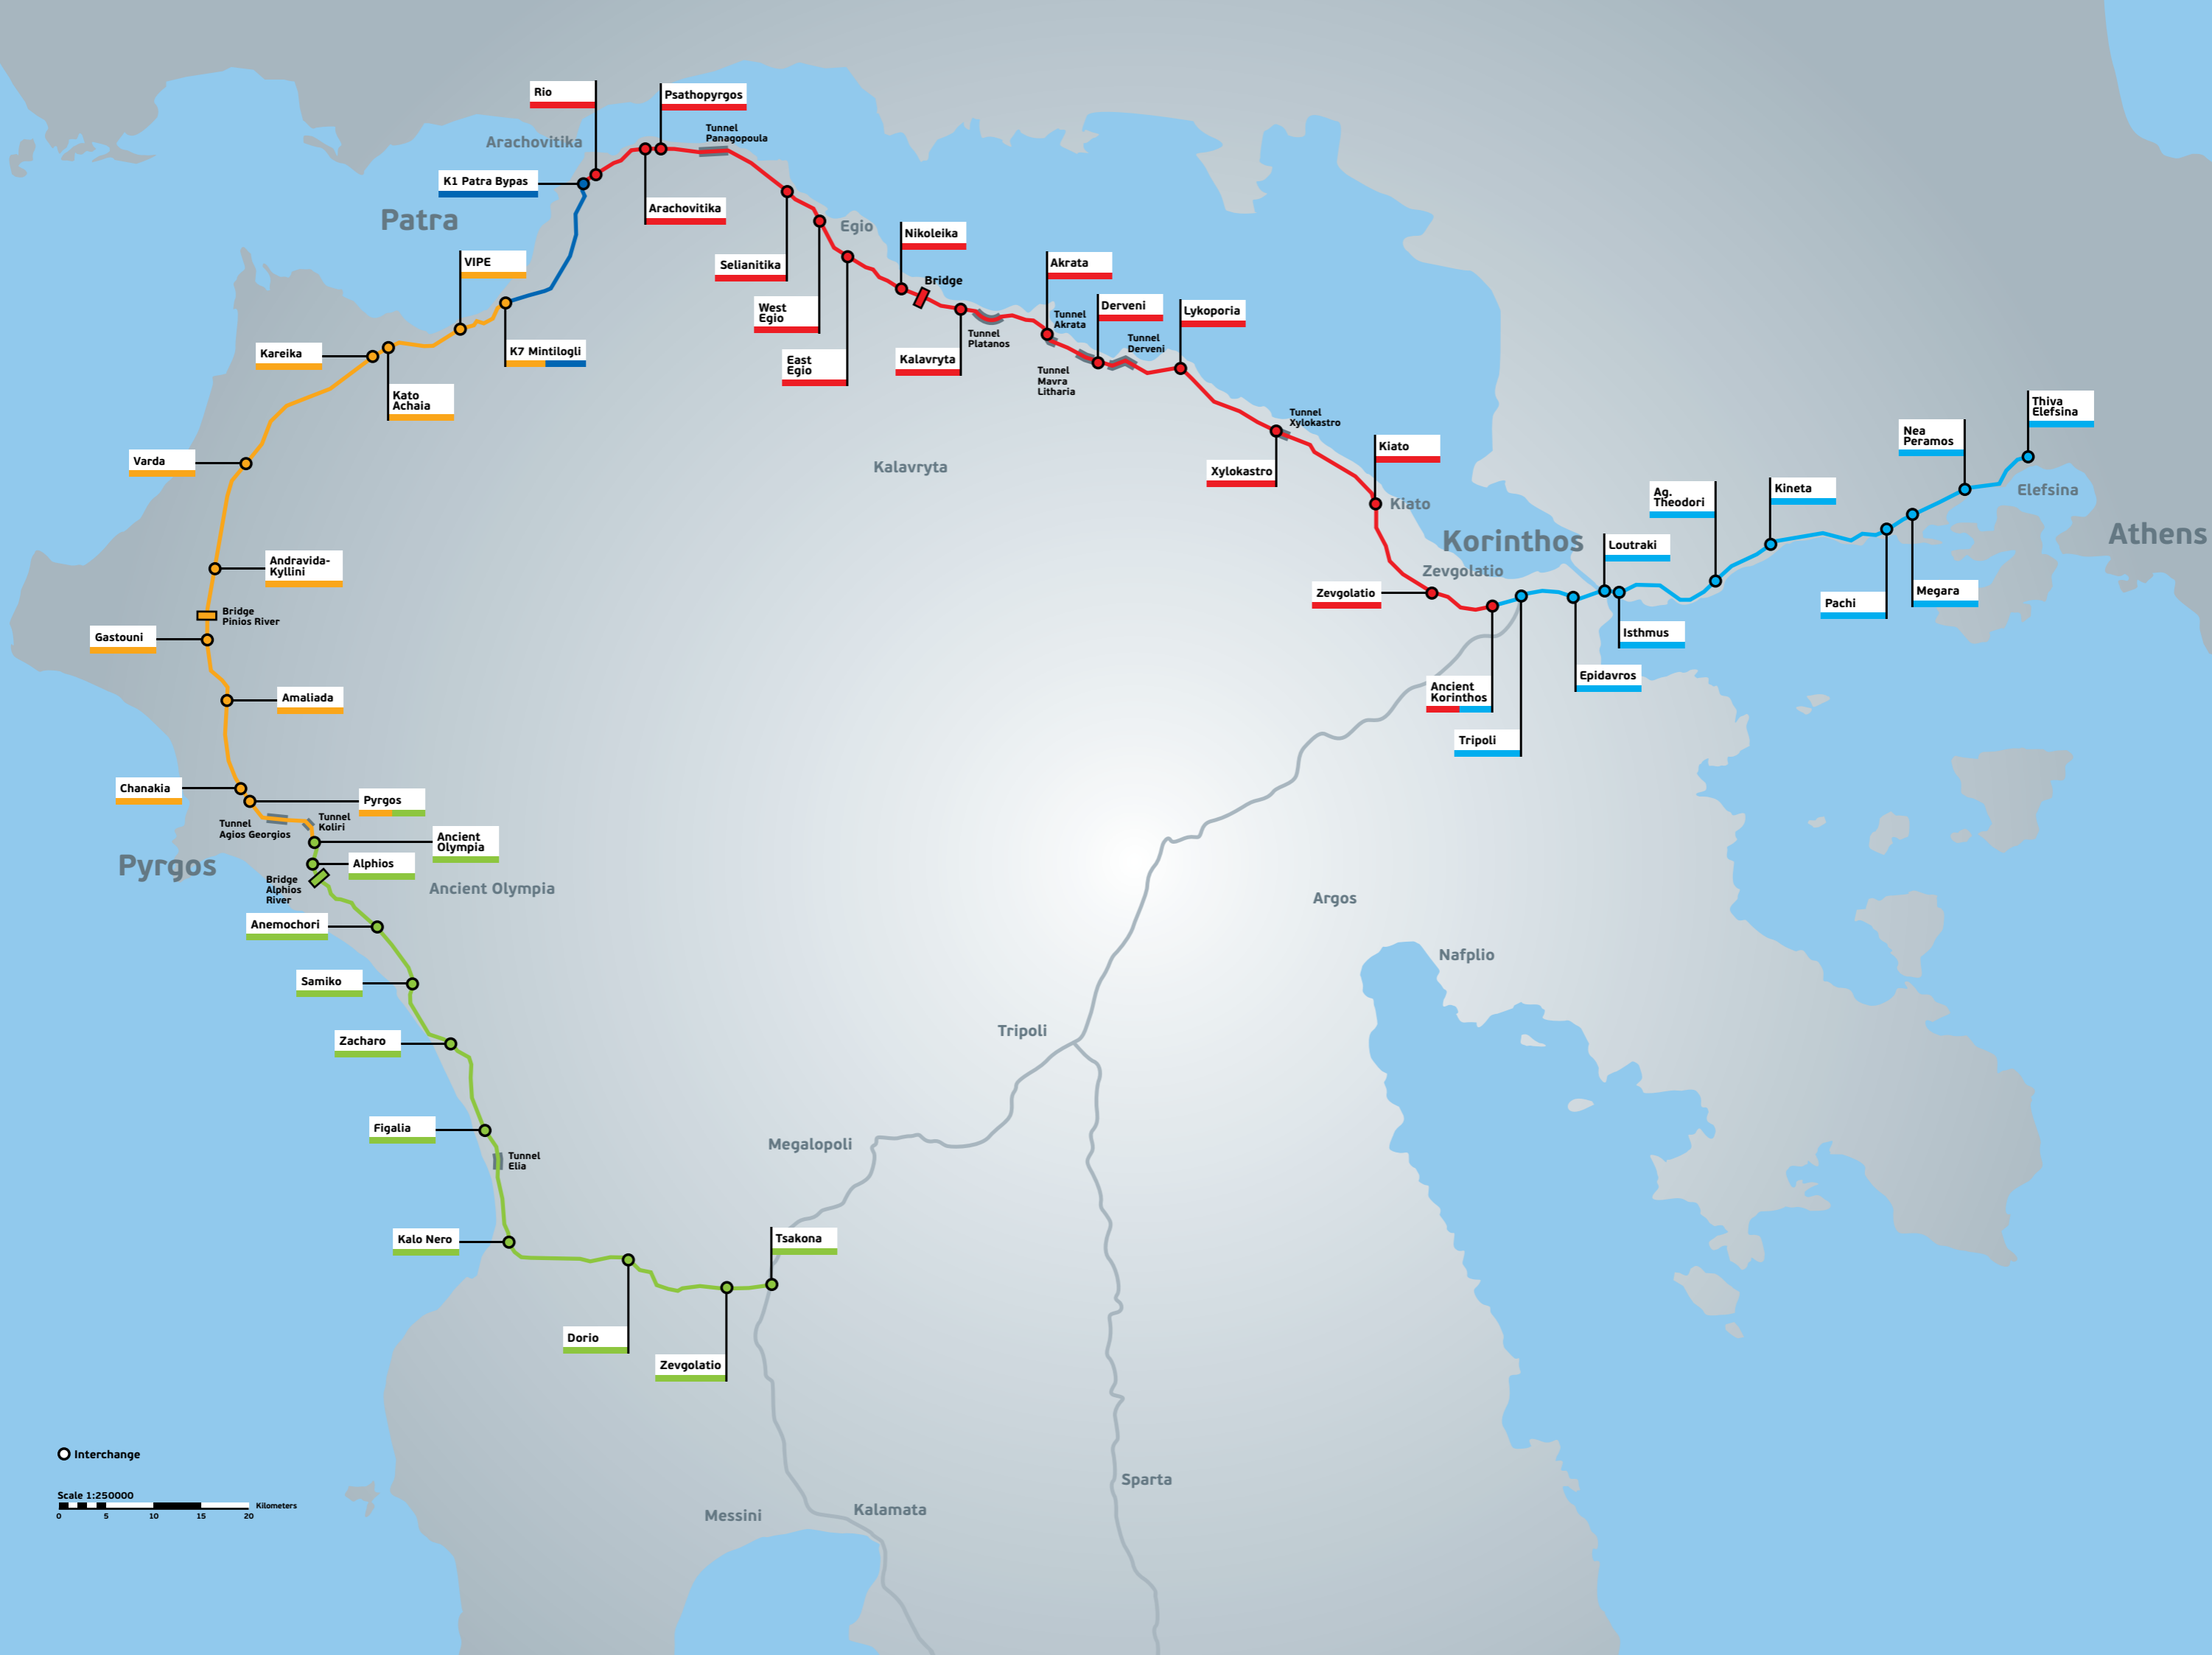 Rio
Psathopyrgos
Tunnel
Panagopoula
Arachovitika
K1 Patra Bypas
Arachovitika
Patra
Egio
Nikoleika
Selianitika
VIPE
Bridge
Akrata
West
Egio
Derveni
Lykoporia
Tunnel
Akrata
Tunnel
Platanos
Tunnel
Derveni
K7 Mintilogli
Kareika
East
Egio
Kalavryta
Tunnel
Mavra
Litharia
Kato
Achaia
Tunnel
Xylokastro
Thiva
Elefsina
Nea
Peramos
Kiato
Varda
Kalavryta
Xylokastro
Kiato
Ag.
Theodori
Kineta
Elefsina
Athens
Korinthos
Loutraki
Zevgolatio
Andravida-
Kyllini
Zevgolatio
Pachi
Megara
Bridge
Pinios River
Gastouni
Isthmus
Epidavros
Ancient
Korinthos
Amaliada
Tripoli
Chanakia
Pyrgos
Tunnel
Agios Georgios
Tunnel
Koliri
Ancient
Olympia
Alphios
Pyrgos
Bridge
Alphios
River
Ancient Olympia
Argos
Anemochori
Nafplio
Samiko
Tripoli
Zacharo
Figalia
Megalopoli
Tunnel
Elia
Kalo Nero
Tsakona
Dorio
Zevgolatio
Interchange
Sparta
Scale 1:250000
Kilometers
0 5 10 15 20
Messini
Kalamata